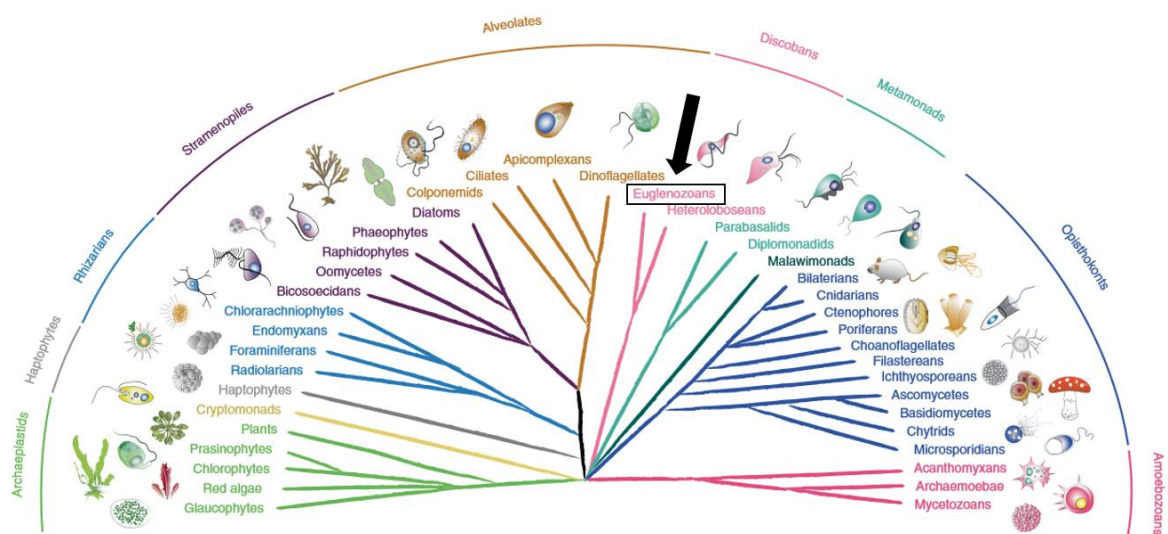 Alveolates
Discobans
Metamonads
Stramenopiles
Rhizarians
Opisthokonts
Haptophytes
Archaeplastids
Amoebozoans
Apicomplexans
Ciliates
Dinoflagellates
Colponemids
Euglenozoans
Diatoms
Heteroloboseans
Phaeophytes
Parabasalids
Raphidophytes
Diplomonadids
Oomycetes
Malawimonads
Bicosoecidans
Bilaterians
Chlorarachniophytes
Cnidarians
Endomyxans
Ctenophores
Foraminiferans
Poriferans
Radiolarians
Choanoflagellates
Haptophytes
Filastereans
Cryptomonads
Ichthyosporeans
Plants
Ascomycetes
Prasinophytes
Basidiomycetes
Chlorophytes
Chytrids
Red algae
Microsporidians
Glaucophytes
Acanthomyxans
Archaemoebae
Mycetozoans